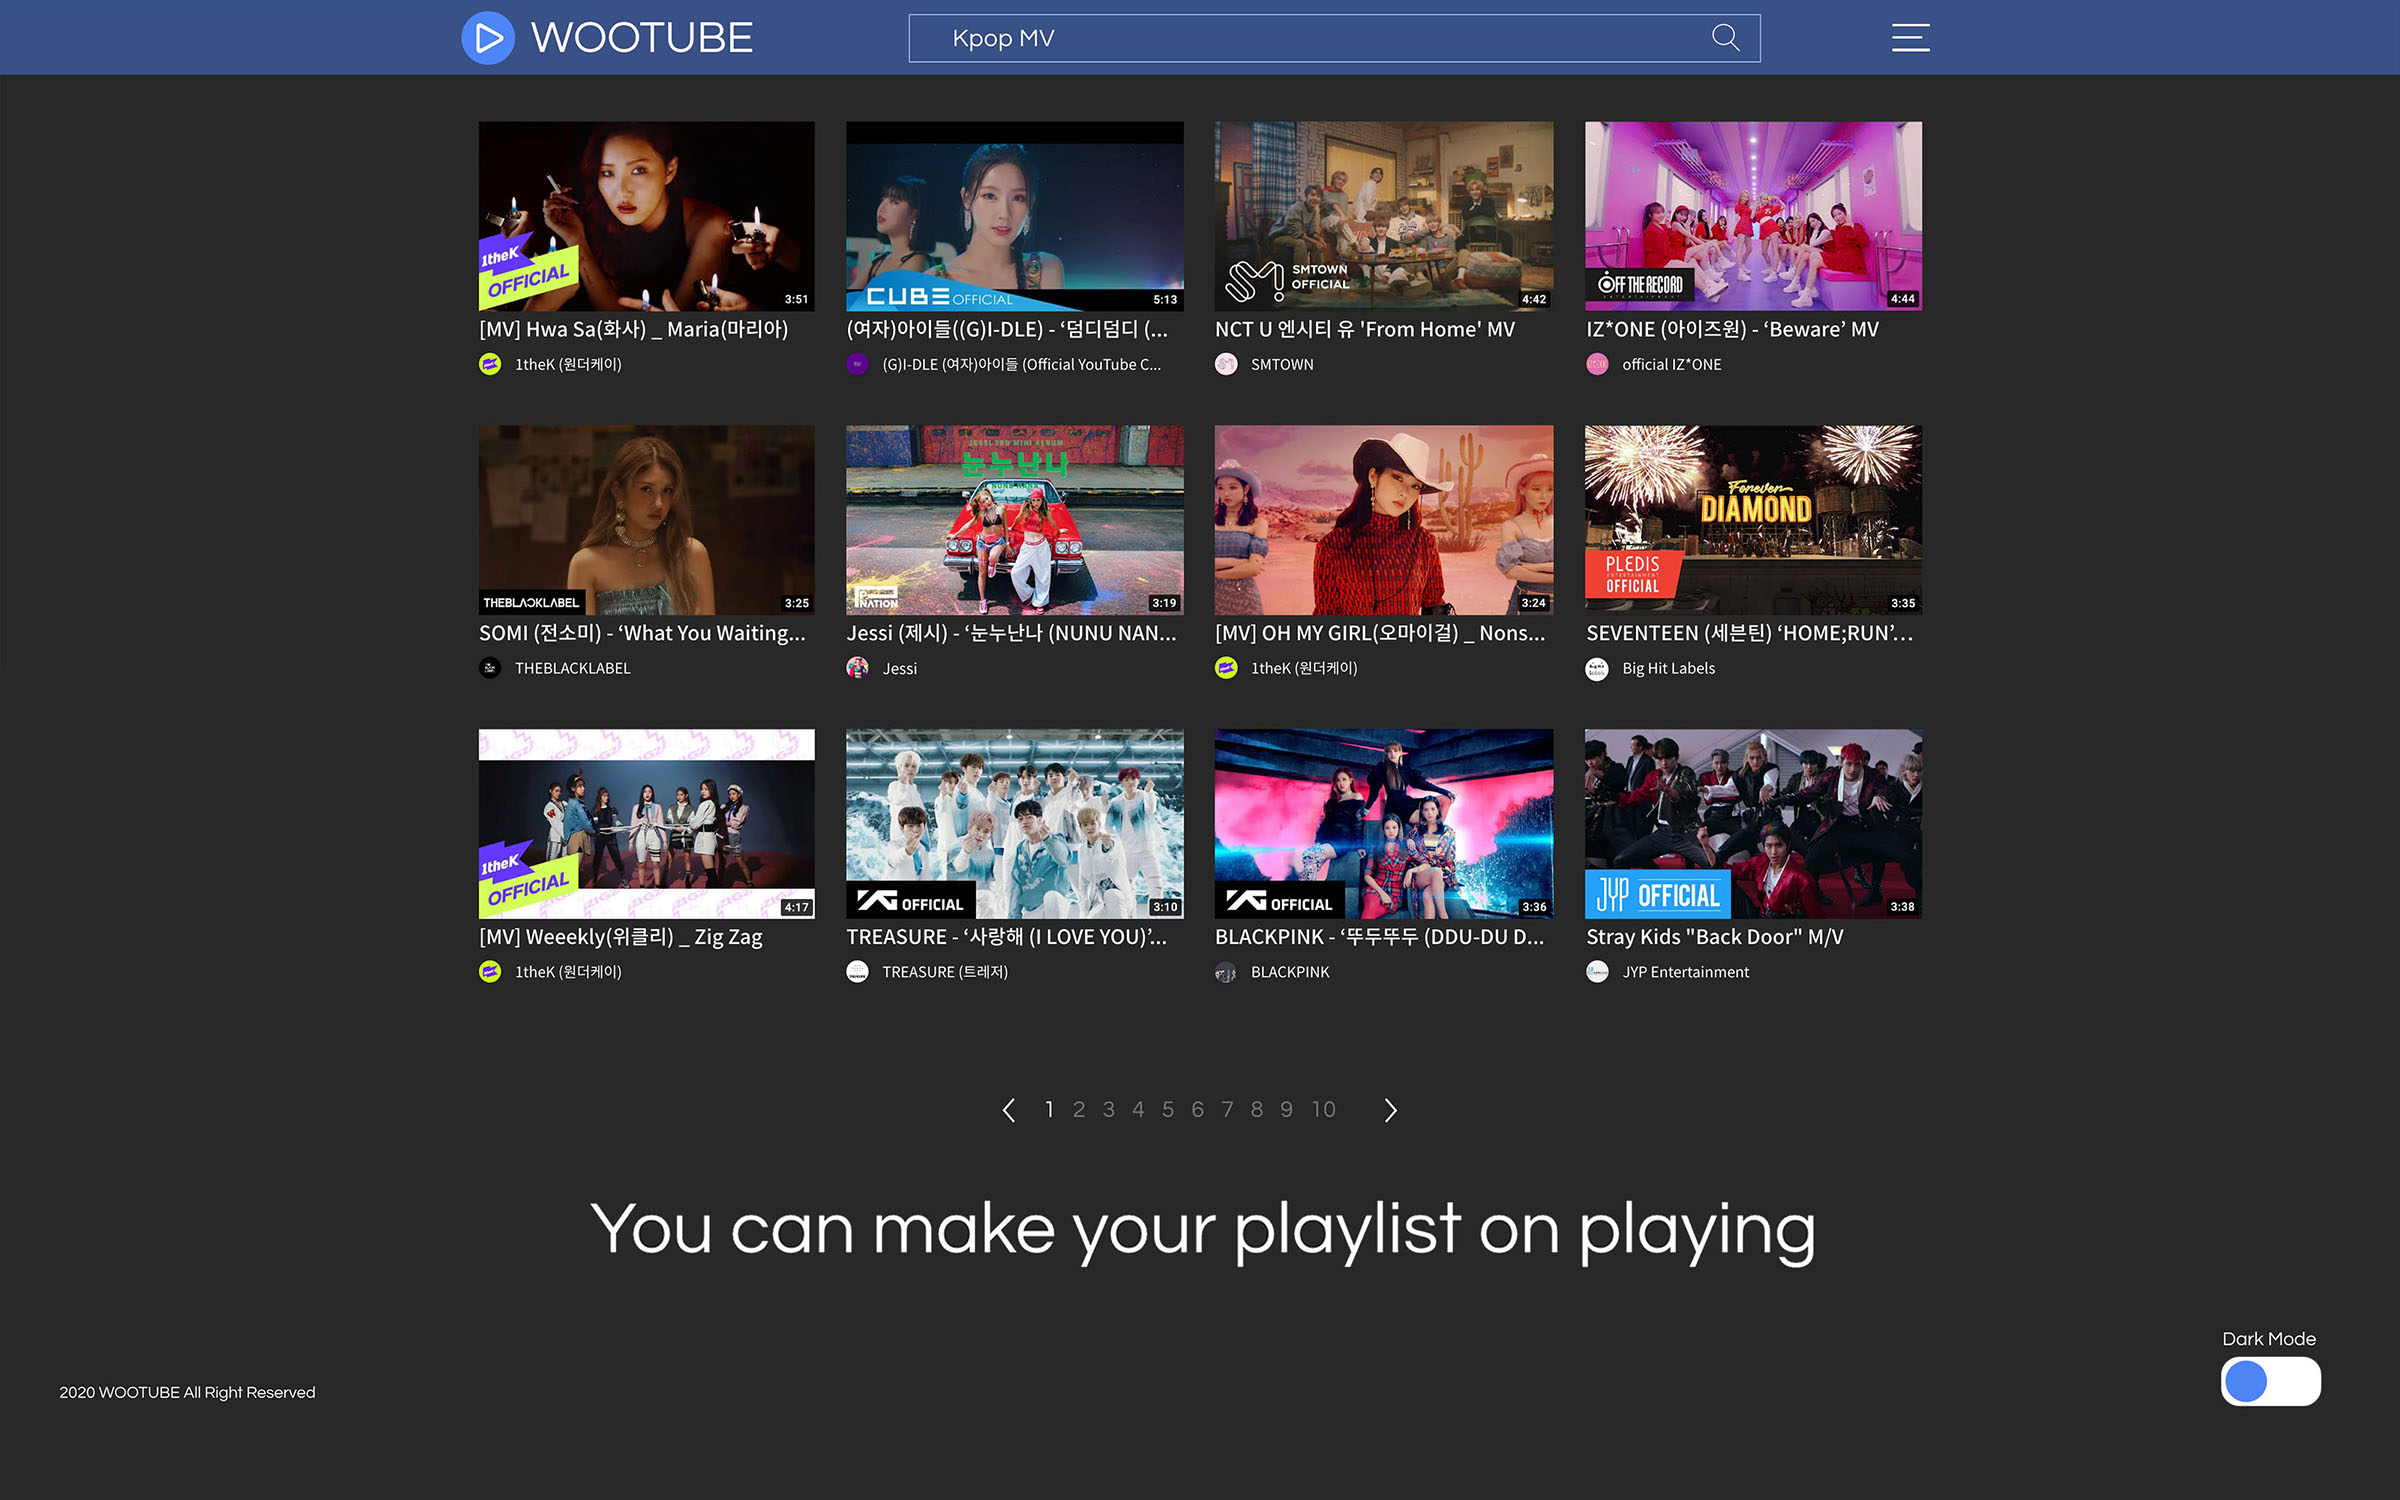 WOOTUBE
Kpop MV
1theK
OFFICIAL
3:51
CUBE OFFICIAL
5:13
SMTOWN
OFFICIAL
4:42
OFF THE RECORD
ENTERTAINMENT
4:44
[MV] Hwa Sa(화사) _ Maria(마리아)
(여자)아이들((G)I-DLE) - ‘덤디덤디 (...
NCT U 엔시티 유 'From Home' MV
IZ*ONE (아이즈원) - ‘Beware’ MV
1theK (원더케이)
(G)I-DLE (여자)아이들 (Official YouTube C...
SMTOWN
official IZ*ONE
THEBLACKLABEL
3:25
JESSI 3RD MINI ALBUM
눈누난나
NUNU NANA
P NATION
3:19
3:24
Forever
DIAMOND
PLEDIS
ENTERTAINMENT
OFFICIAL
3:35
SOMI (전소미) - ‘What You Waiting...
Jessi (제시) - ‘눈누난나 (NUNU NAN...
[MV] OH MY GIRL(오마이걸) _ Nons...
SEVENTEEN (세븐틴) ‘HOME;RUN’...
THEBLACKLABEL
Jessi
1theK (원더케이)
Big Hit Labels
1theK
OFFICIAL
4:17
YG OFFICIAL
3:10
YG OFFICIAL
3:36
JYP OFFICIAL
3:38
[MV] Weeekly(위클리) _ Zig Zag
TREASURE - ‘사랑해 (I LOVE YOU)’...
BLACKPINK - ‘뚜두뚜두 (DDU-DU D...
Stray Kids "Back Door" M/V
1theK (원더케이)
TREASURE (트레저)
BLACKPINK
JYP Entertainment
1 2 3 4 5 6 7 8 9 10
You can make your playlist on playing
Dark Mode
2020 WOOTUBE All Right Reserved